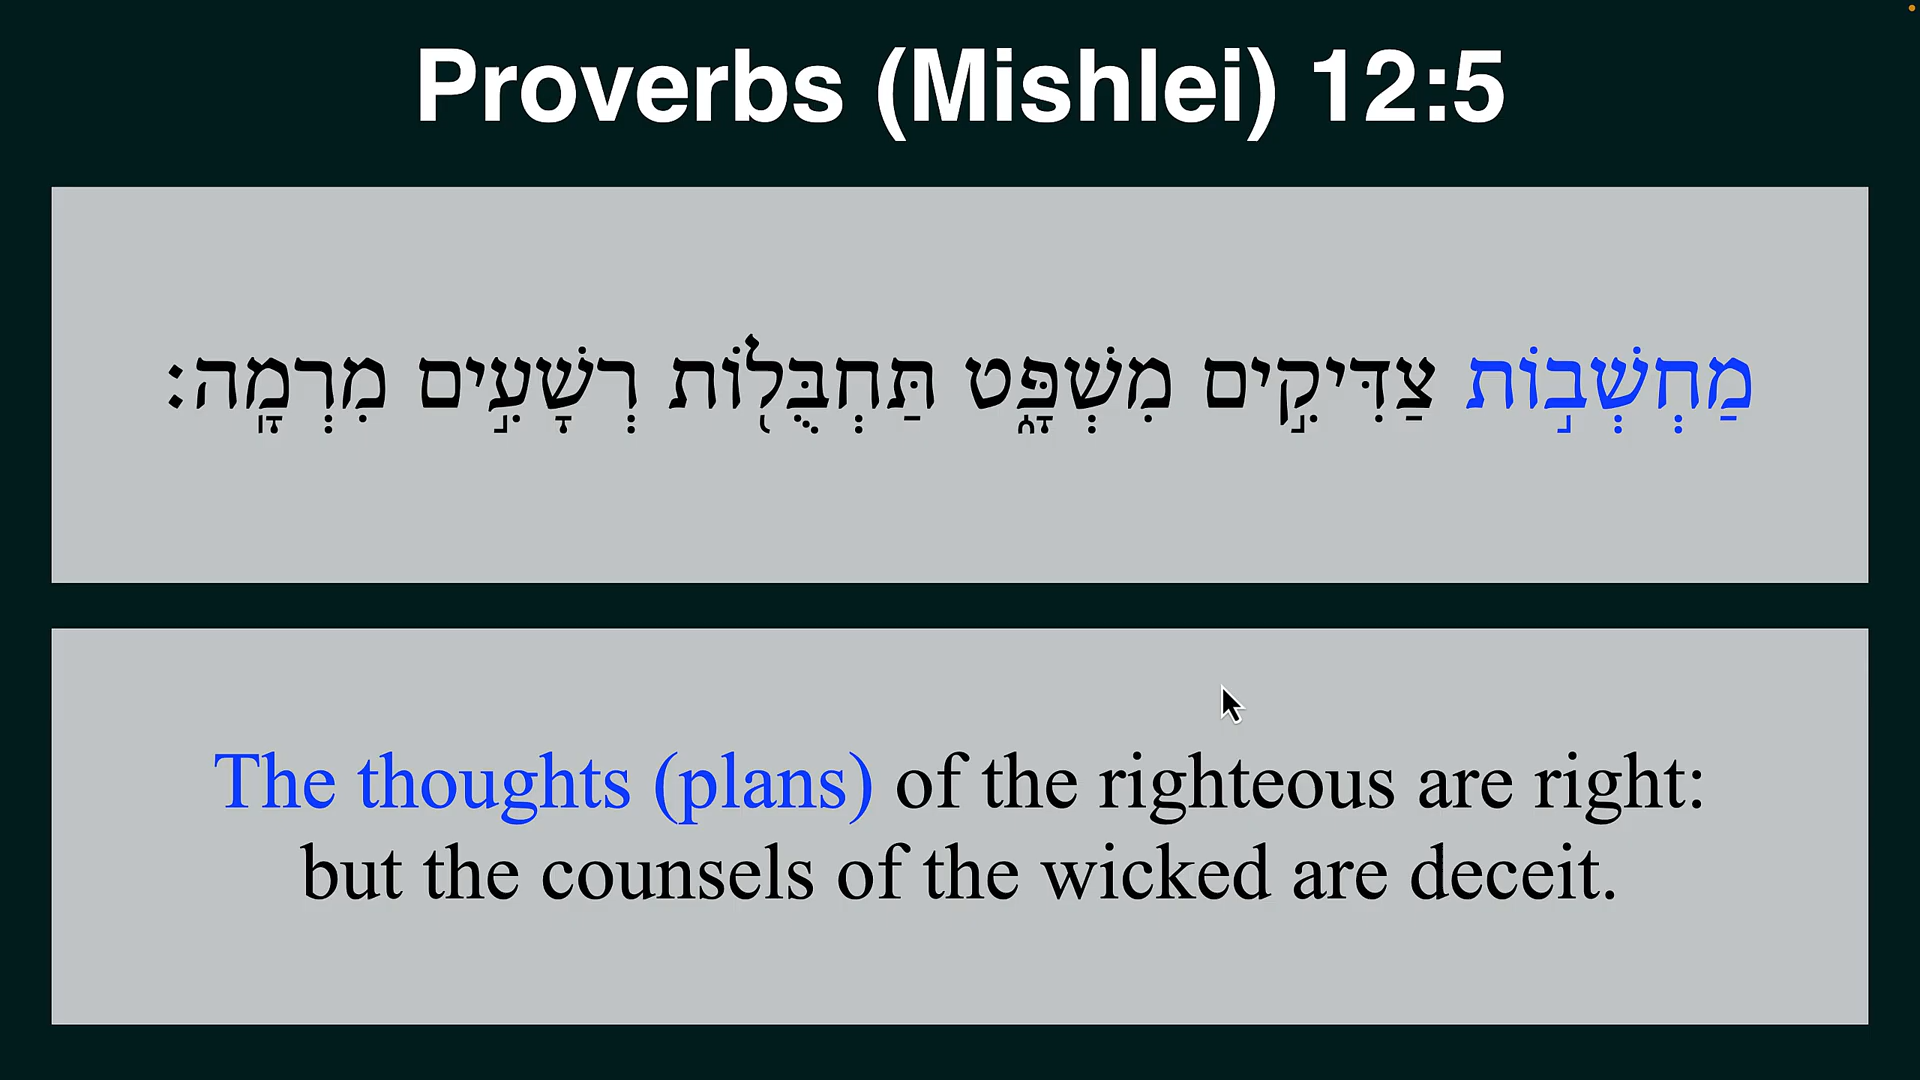 Proverbs (Mishlei) 12:5
מַחְשְׁב֣וֹת צַדִּיקִ֣ים מִשְׁפָּ֑ט תַּחְבֻּל֖וֹת רְשָׁעִ֣ים מִרְמָֽה׃
The thoughts (plans) of the righteous are right:
but the counsels of the wicked are deceit.